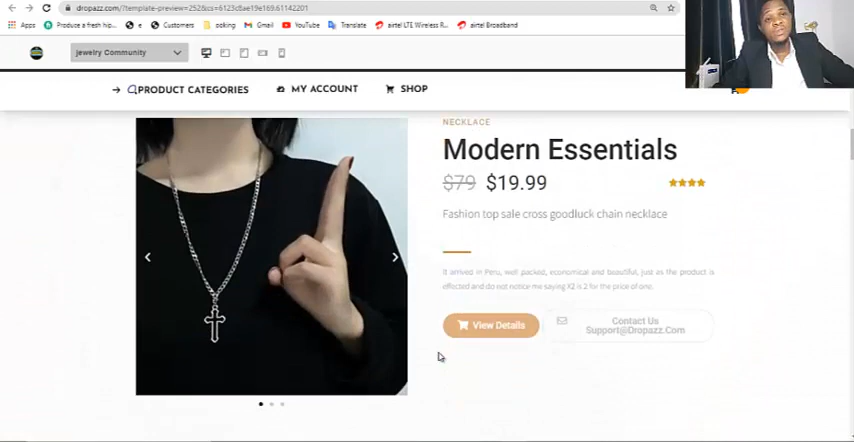 dropazz.com/?template-preview=252&cs=6123c6ae19e169.61142201
Apps
Produce a fresh hip...
e
Customers
ooking
Gmail
YouTube
Translate
airtel LTE Wireless R...
airtel Broadband
Jewelry Community
PRODUCT CATEGORIES
MY ACCOUNT
SHOP
NECKLACE
Modern Essentials
$79 $19.99
Fashion top sale cross goodluck chain necklace
It arrived in Peru, well packed, economical and beautiful, just as the product is
effected and do not notice me saying X2 is 2 for the price of one.
View Details
Contact Us
Support@Dropazz.Com